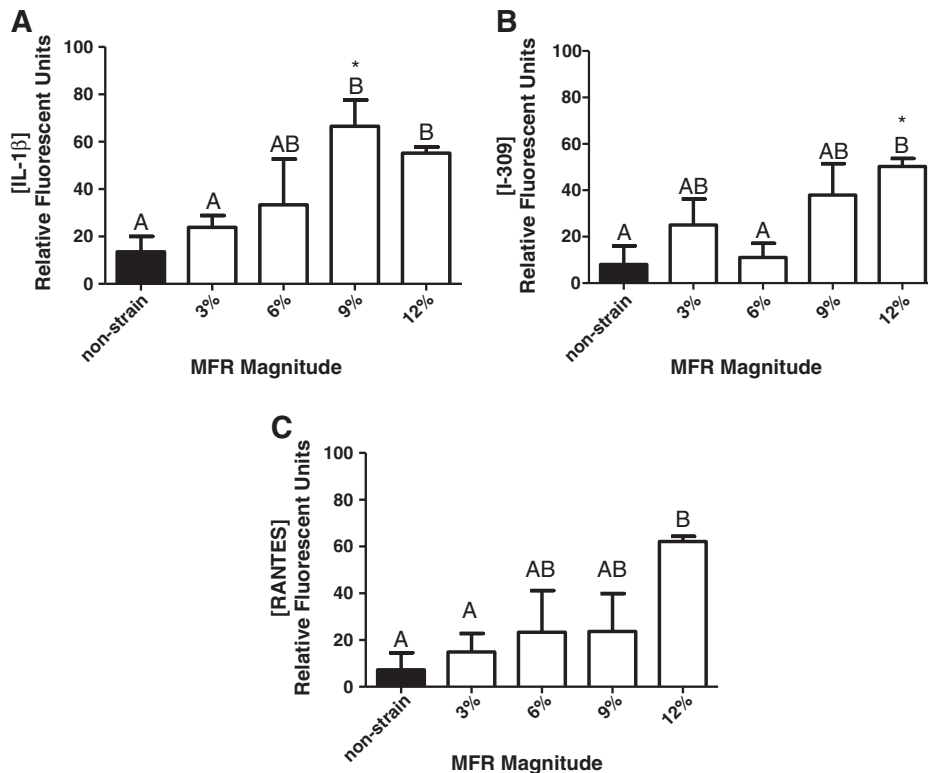 A
[IL-1β]
Relative Fluorescent Units
100
80
60
40
20
0
A
A
AB
*
B
B
non-strain
3%
6%
9%
12%
MFR Magnitude
B
[I-309]
Relative Fluorescent Units
100
80
60
40
20
0
A
AB
A
AB
*
B
non-strain
3%
6%
9%
12%
MFR Magnitude
C
[RANTES]
Relative Fluorescent Units
100
80
60
40
20
0
A
A
AB
AB
B
non-strain
3%
6%
9%
12%
MFR Magnitude